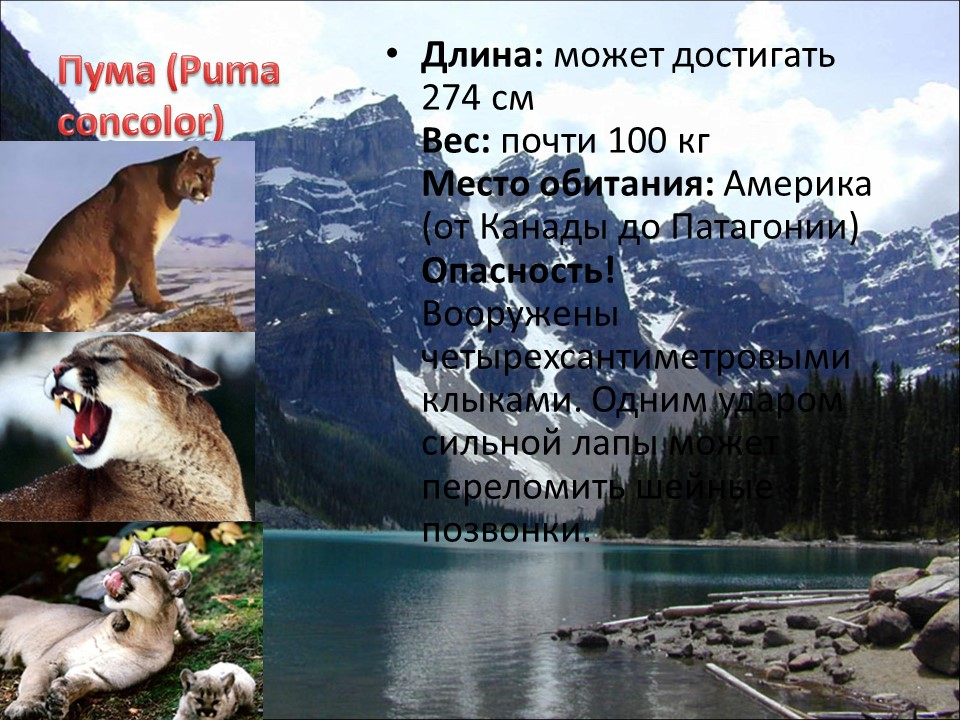 Пума (Puma
concolor)
• Длина: может достигать
274 см
Вес: почти 100 кг
Место обитания: Америка
(от Канады до Патагонии)
Опасность!
Вооружены
четырехсантиметровыми
клыками. Одним ударом
сильной лапы может
переломить шейные
позвонки.